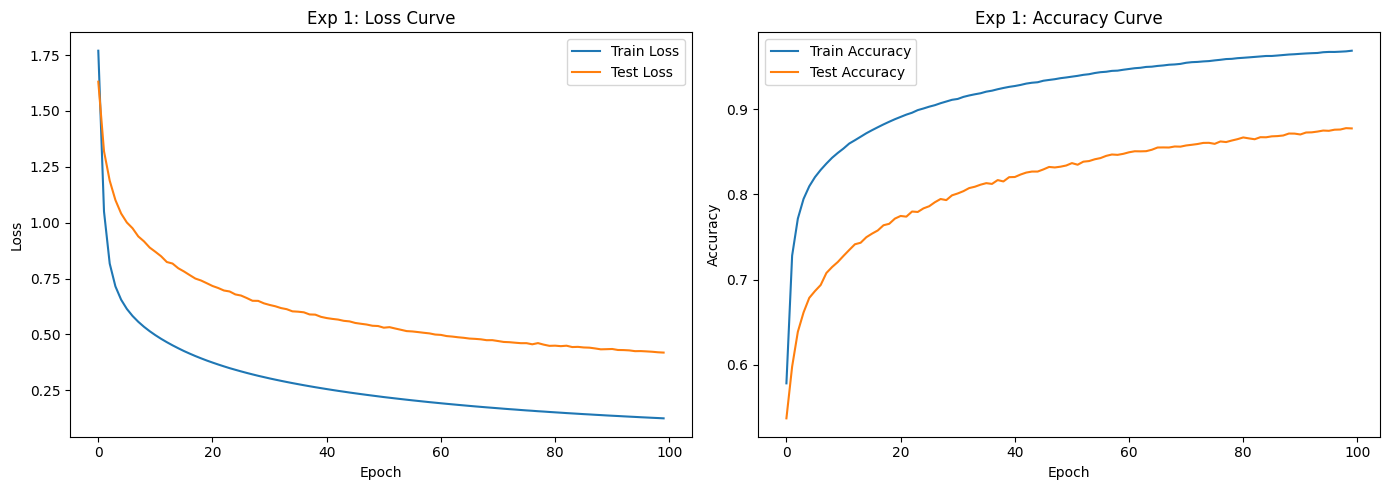 Exp 1: Loss Curve
Train Loss
Test Loss
1.75
1.50
1.25
1.00
0.75
0.50
0.25
Loss
0 20 40 60 80 100
Epoch
Exp 1: Accuracy Curve
Train Accuracy
Test Accuracy
0.9
0.8
0.7
0.6
Accuracy
0 20 40 60 80 100
Epoch